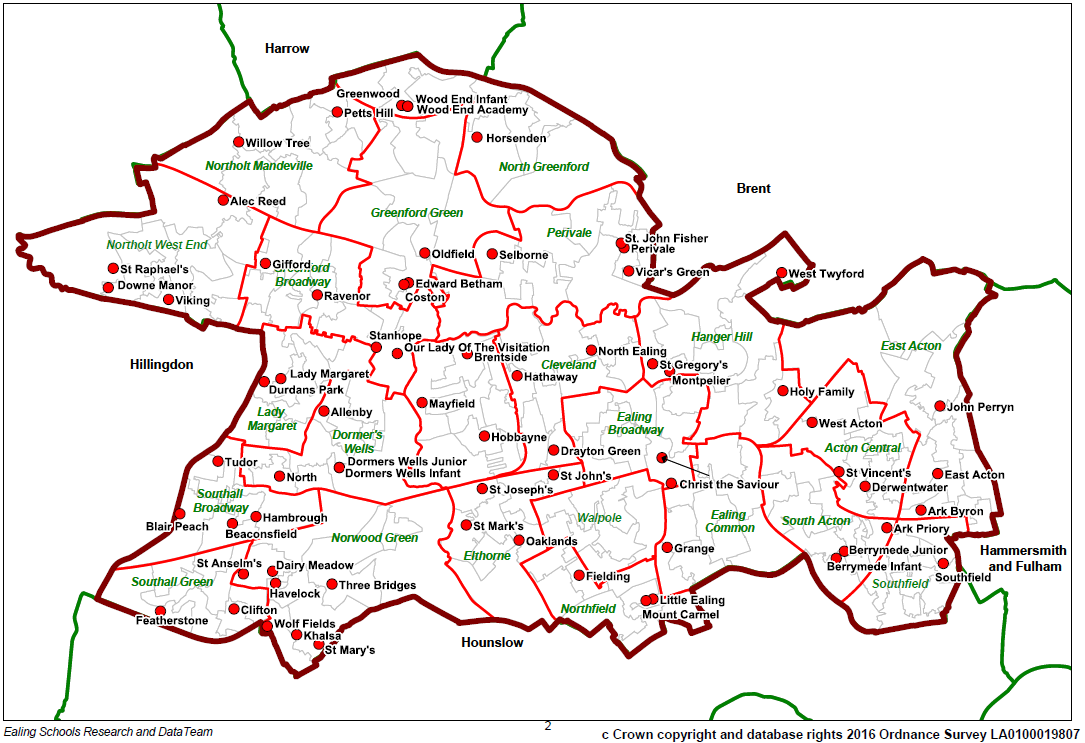 Harrow
Greenwood
Wood End Infant
Wood End Academy
Petts Hill
Willow Tree
Horsenden
Northolt Mandeville
North Greenford
Brent
Alec Reed
Greenford Green
Perivale
St. John Fisher
Perivale
Northolt West End
Oldfield
Selborne
Gifford
Greenford
Broadway
St Raphael's
Vicar's Green
West Twyford
Downe Manor
Edward Betham
Viking
Ravenor
Coston
Stanhope
Hanger Hill
East Acton
Our Lady Of The Visitation
Brentside
North Ealing
Hillingdon
Cleveland
St Gregory's
Lady Margaret
Hathaway
Montpelier
Durdans Park
Holy Family
Mayfield
John Perryn
Lady
Margaret
Allenby
Ealing
Broadway
West Acton
Dormer's
Wells
Hobbayne
Acton Central
Drayton Green
Tudor
Dormers Wells Junior
Dormers Wells Infant
North
St John's
Christ the Saviour
St Vincent's
East Acton
Derwentwater
Southall
Broadway
St Joseph's
Hambrough
Walpole
Ealing
Common
South Acton
Ark Byron
Blair Peach
Beaconsfield
St Mark's
Ark Priory
Norwood Green
Oaklands
Grange
Berrymede Junior
Hammersmith
and Fulham
Elthorne
St Anselm's
Dairy Meadow
Berrymede Infant
Southfield
Southall Green
Three Bridges
Fielding
Southfield
Havelock
Clifton
Northfield
Little Ealing
Mount Carmel
Featherstone
Wolf Fields
Khalsa
Hounslow
St Mary's
Ealing Schools Research and DataTeam
2
c Crown copyright and database rights 2016 Ordnance Survey LA0100019807